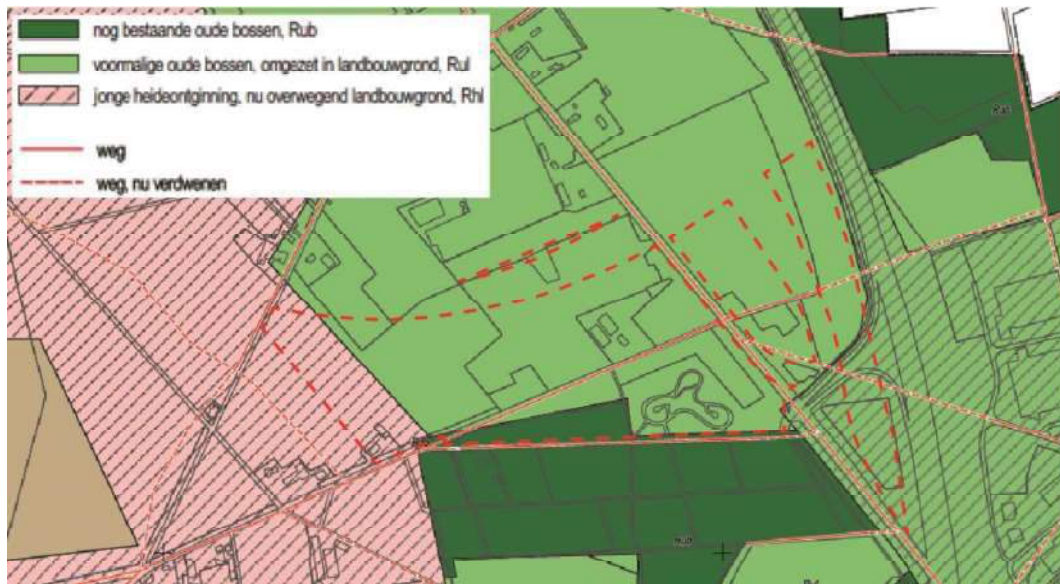 nog bestaande oude bossen, Rub
voormalige oude bossen, omgezet in landbouwgrond, Rul
jonge heideontginning, nu overwegend landbouwgrond, Rhl
weg
weg, nu verdwenen